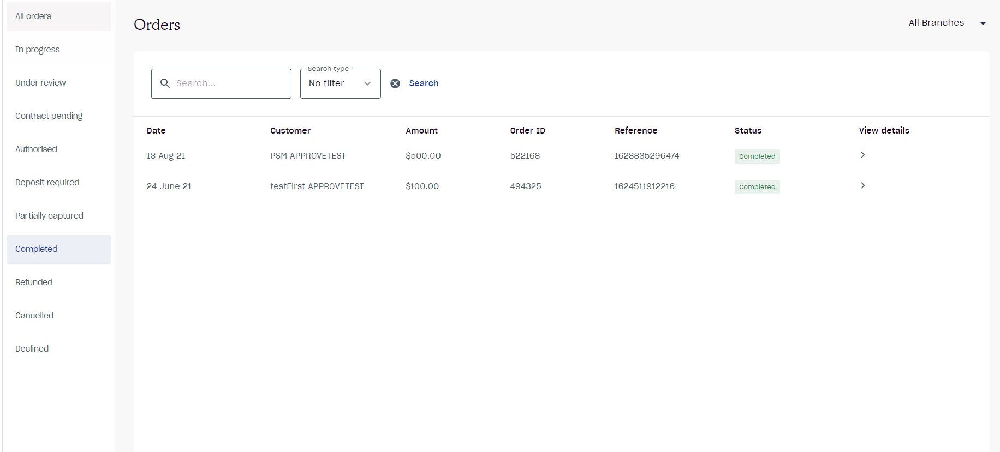 All orders
In progress
Under review
Contract pending
Authorised
Deposit required
Partially captured
Completed
Refunded
Cancelled
Declined
Orders
All Branches
Search...
Search type
No filter
Search
Date Customer Amount Order ID Reference Status View details
13 Aug 21 PSM APPROVETEST $500.00 522168 1628835296474 Completed
24 June 21 testFirst APPROVETEST $100.00 494325 1624511912216 Completed